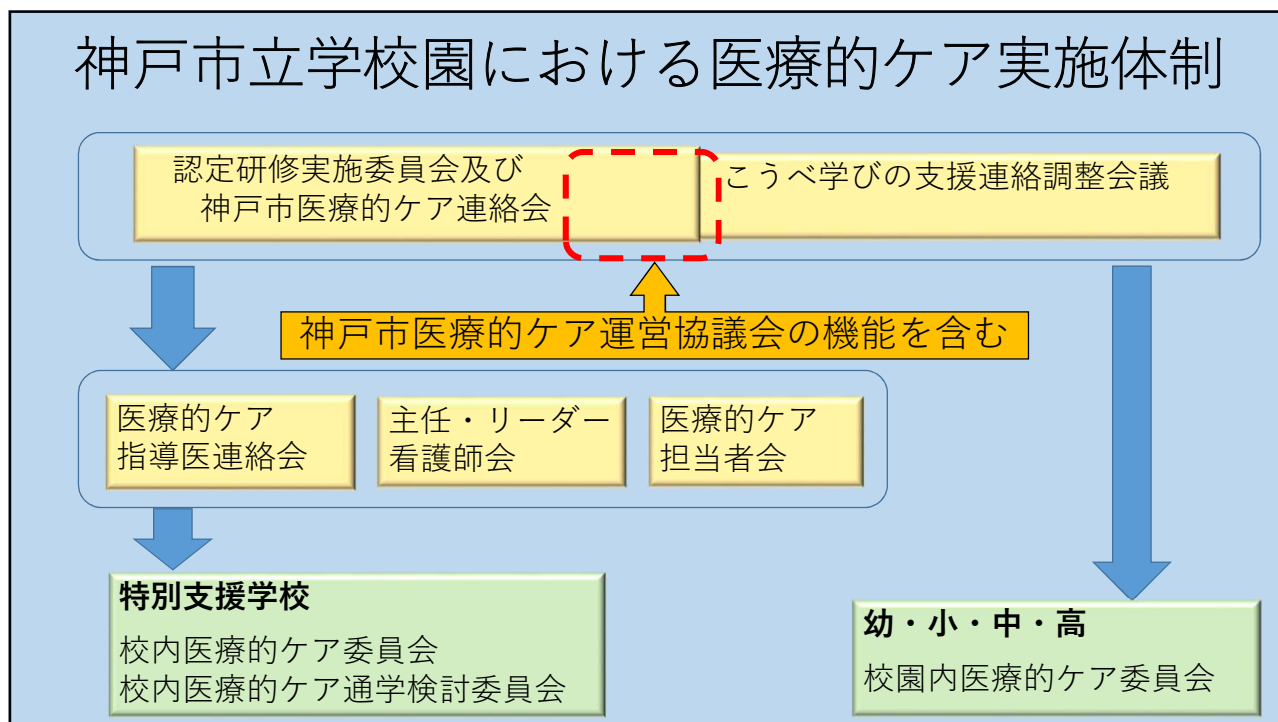 神戸市立学校園における医療的ケア実施体制
認定研修実施委員会及び
神戸市医療的ケア連絡会
こうべ学びの支援連絡調整会議
神戸市医療的ケア運営協議会の機能を含む
医療的ケア
指導医連絡会
主任・リーダー
看護師会
医療的ケア
担当者会
特別支援学校
校内医療的ケア委員会
校内医療的ケア通学検討委員会
幼・小・中・高
校園内医療的ケア委員会